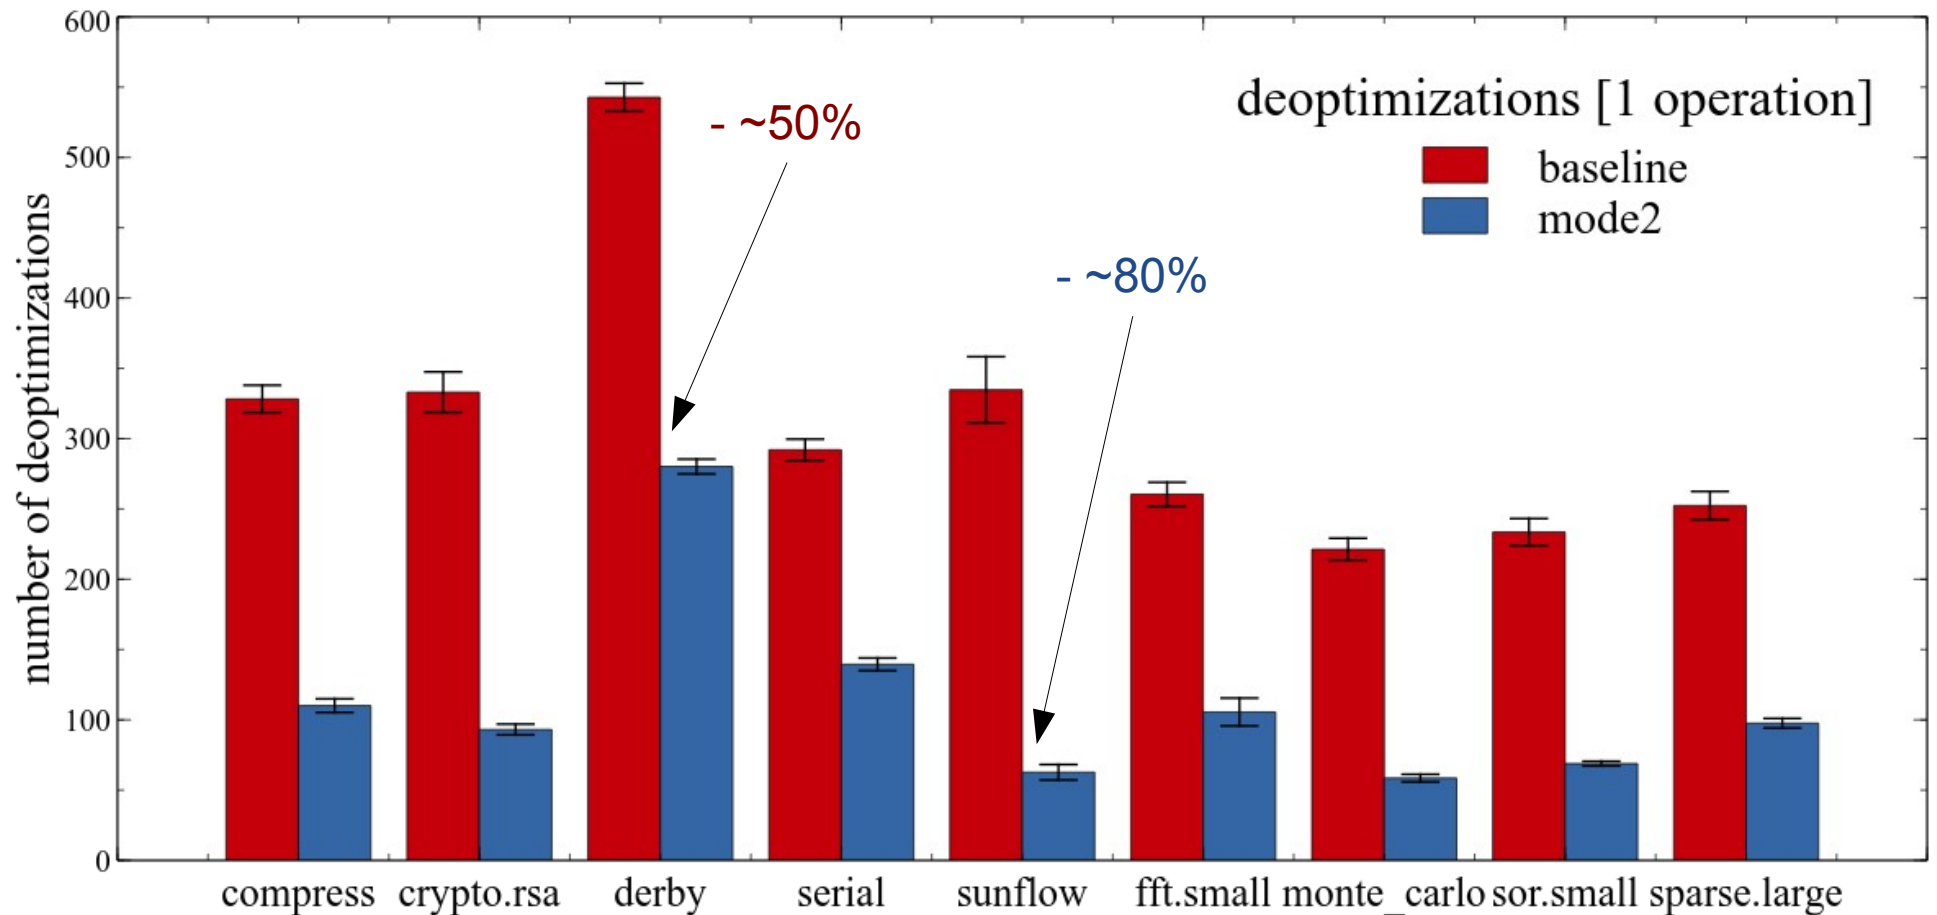 600
500
400
300
200
100
0
number of deoptimizations
deoptimizations [1 operation]
baseline
mode2
- ~50%
- ~80%
compress crypto.rsa derby serial sunflow fft.small monte_carlo sor.small sparse.large